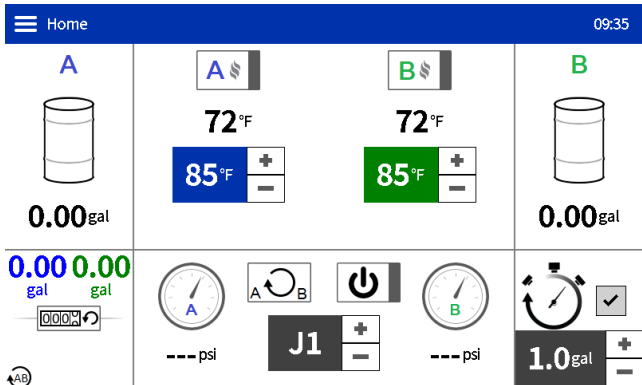 Home 09:35
A A B B
72°F 72°F
85°F + 85°F +
− −
0.00gal 0.00gal
0.00 0.00
gal gal
A B
A B
000
J1 +
−
--- psi --- psi
1.0gal +
−
AB